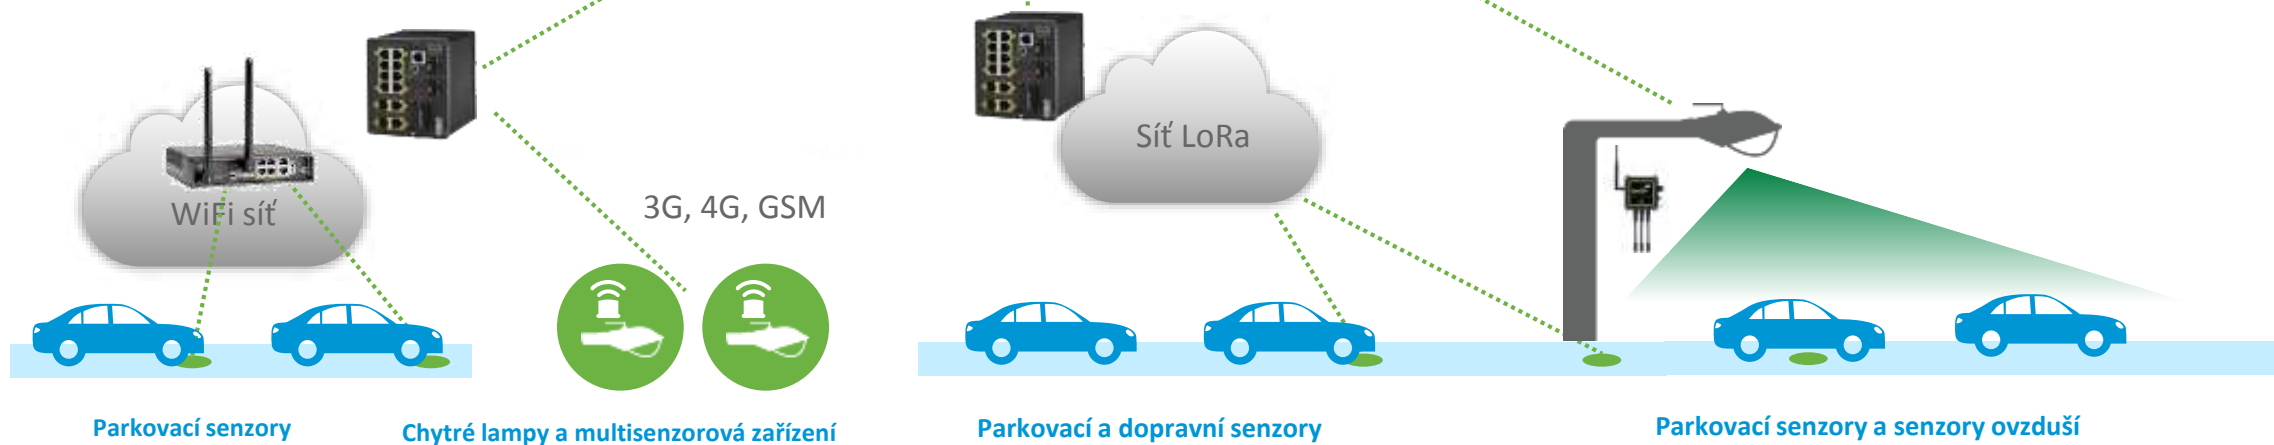 WiFi síť
3G, 4G, GSM
Síť LoRa
Parkovací senzory
Chytré lampy a multisenzorová zařízení
Parkovací a dopravní senzory
Parkovací senzory a senzory ovzduší